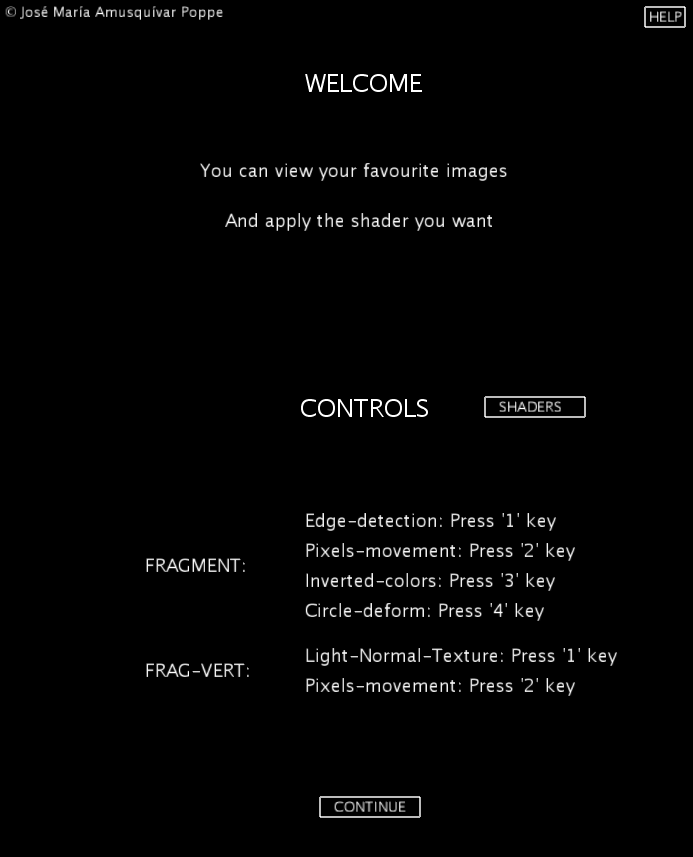 © José María Amusquívar Poppe
HELP
WELCOME
You can view your favourite images
And apply the shader you want
CONTROLS
SHADERS
FRAGMENT:
Edge-detection: Press '1' key
Pixels-movement: Press '2' key
Inverted-colors: Press '3' key
Circle-deform: Press '4' key
FRAG-VERT:
Light-Normal-Texture: Press '1' key
Pixels-movement: Press '2' key
CONTINUE